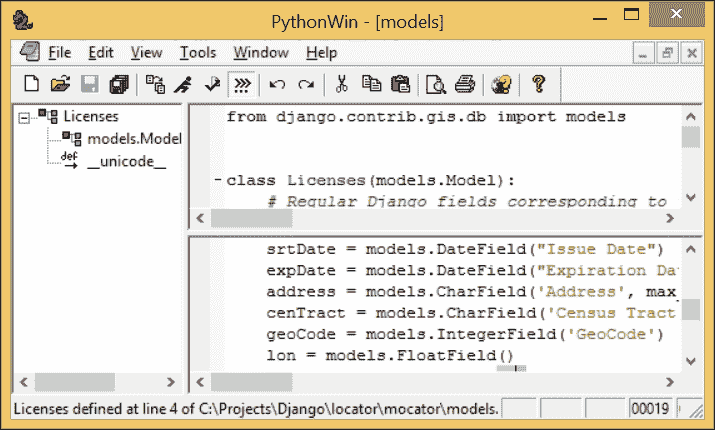 PythonWin - [models]
File Edit View Tools Window Help
Licenses
models.Model
def __unicode__
from django.contrib.gis.db import models
class Licenses(models.Model):
# Regular Django fields corresponding to
srtDate = models.DateField("Issue Date")
expDate = models.DateField("Expiration Da
address = models.CharField('Address', max_
cenTract = models.CharField('Census Tract
geoCode = models.IntegerField('GeoCode')
lon = models.FloatField()
Licenses defined at line 4 of C:\Projects\Django\locator\mocator\models. 00019